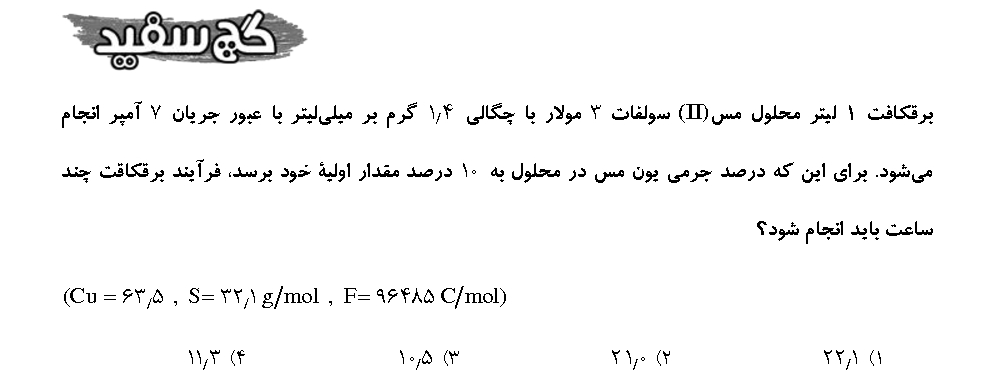 گچ سفید
برقکافت ۱ لیتر محلول مس(II) سولفات ۳ مولار با چگالی ۱٫۴ گرم بر میلی‌لیتر با عبور جریان ۷ آمپر انجام
می‌شود. برای این که درصد جرمی یون مس در محلول به ۱۰ درصد مقدار اولیهٔ خود برسد، فرآیند برقکاقت چند
ساعت باید انجام شود؟
(Cu = ۶۳٫۵ , S= ۳۲٫۱ g/mol , F= ۹۶۴۸۵ C/mol)
۱) ۲۲٫۱ ۲) ۲۱٫۰ ۳) ۱۰٫۵ ۴) ۱۱٫۳